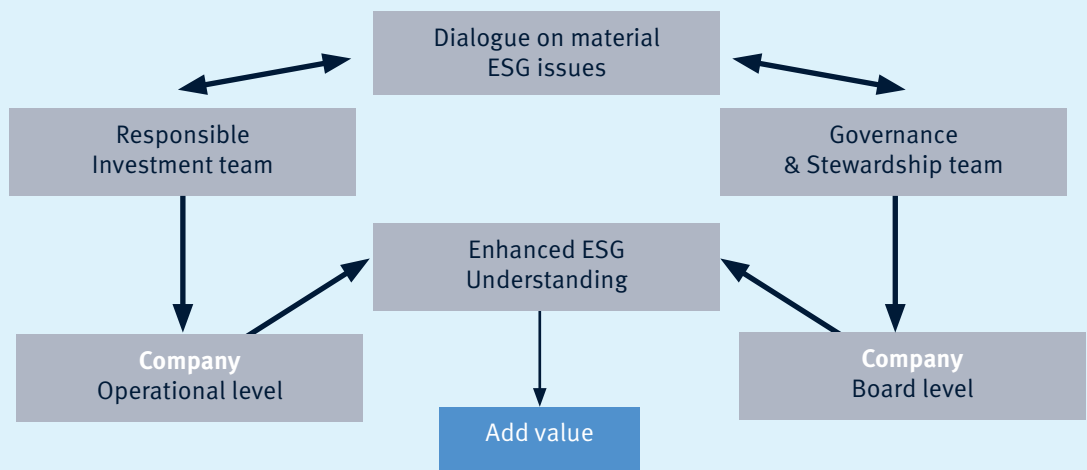 Dialogue on material
ESG issues
Responsible
Investment team
Governance
& Stewardship team
Enhanced ESG
Understanding
Company
Operational level
Company
Board level
Add value